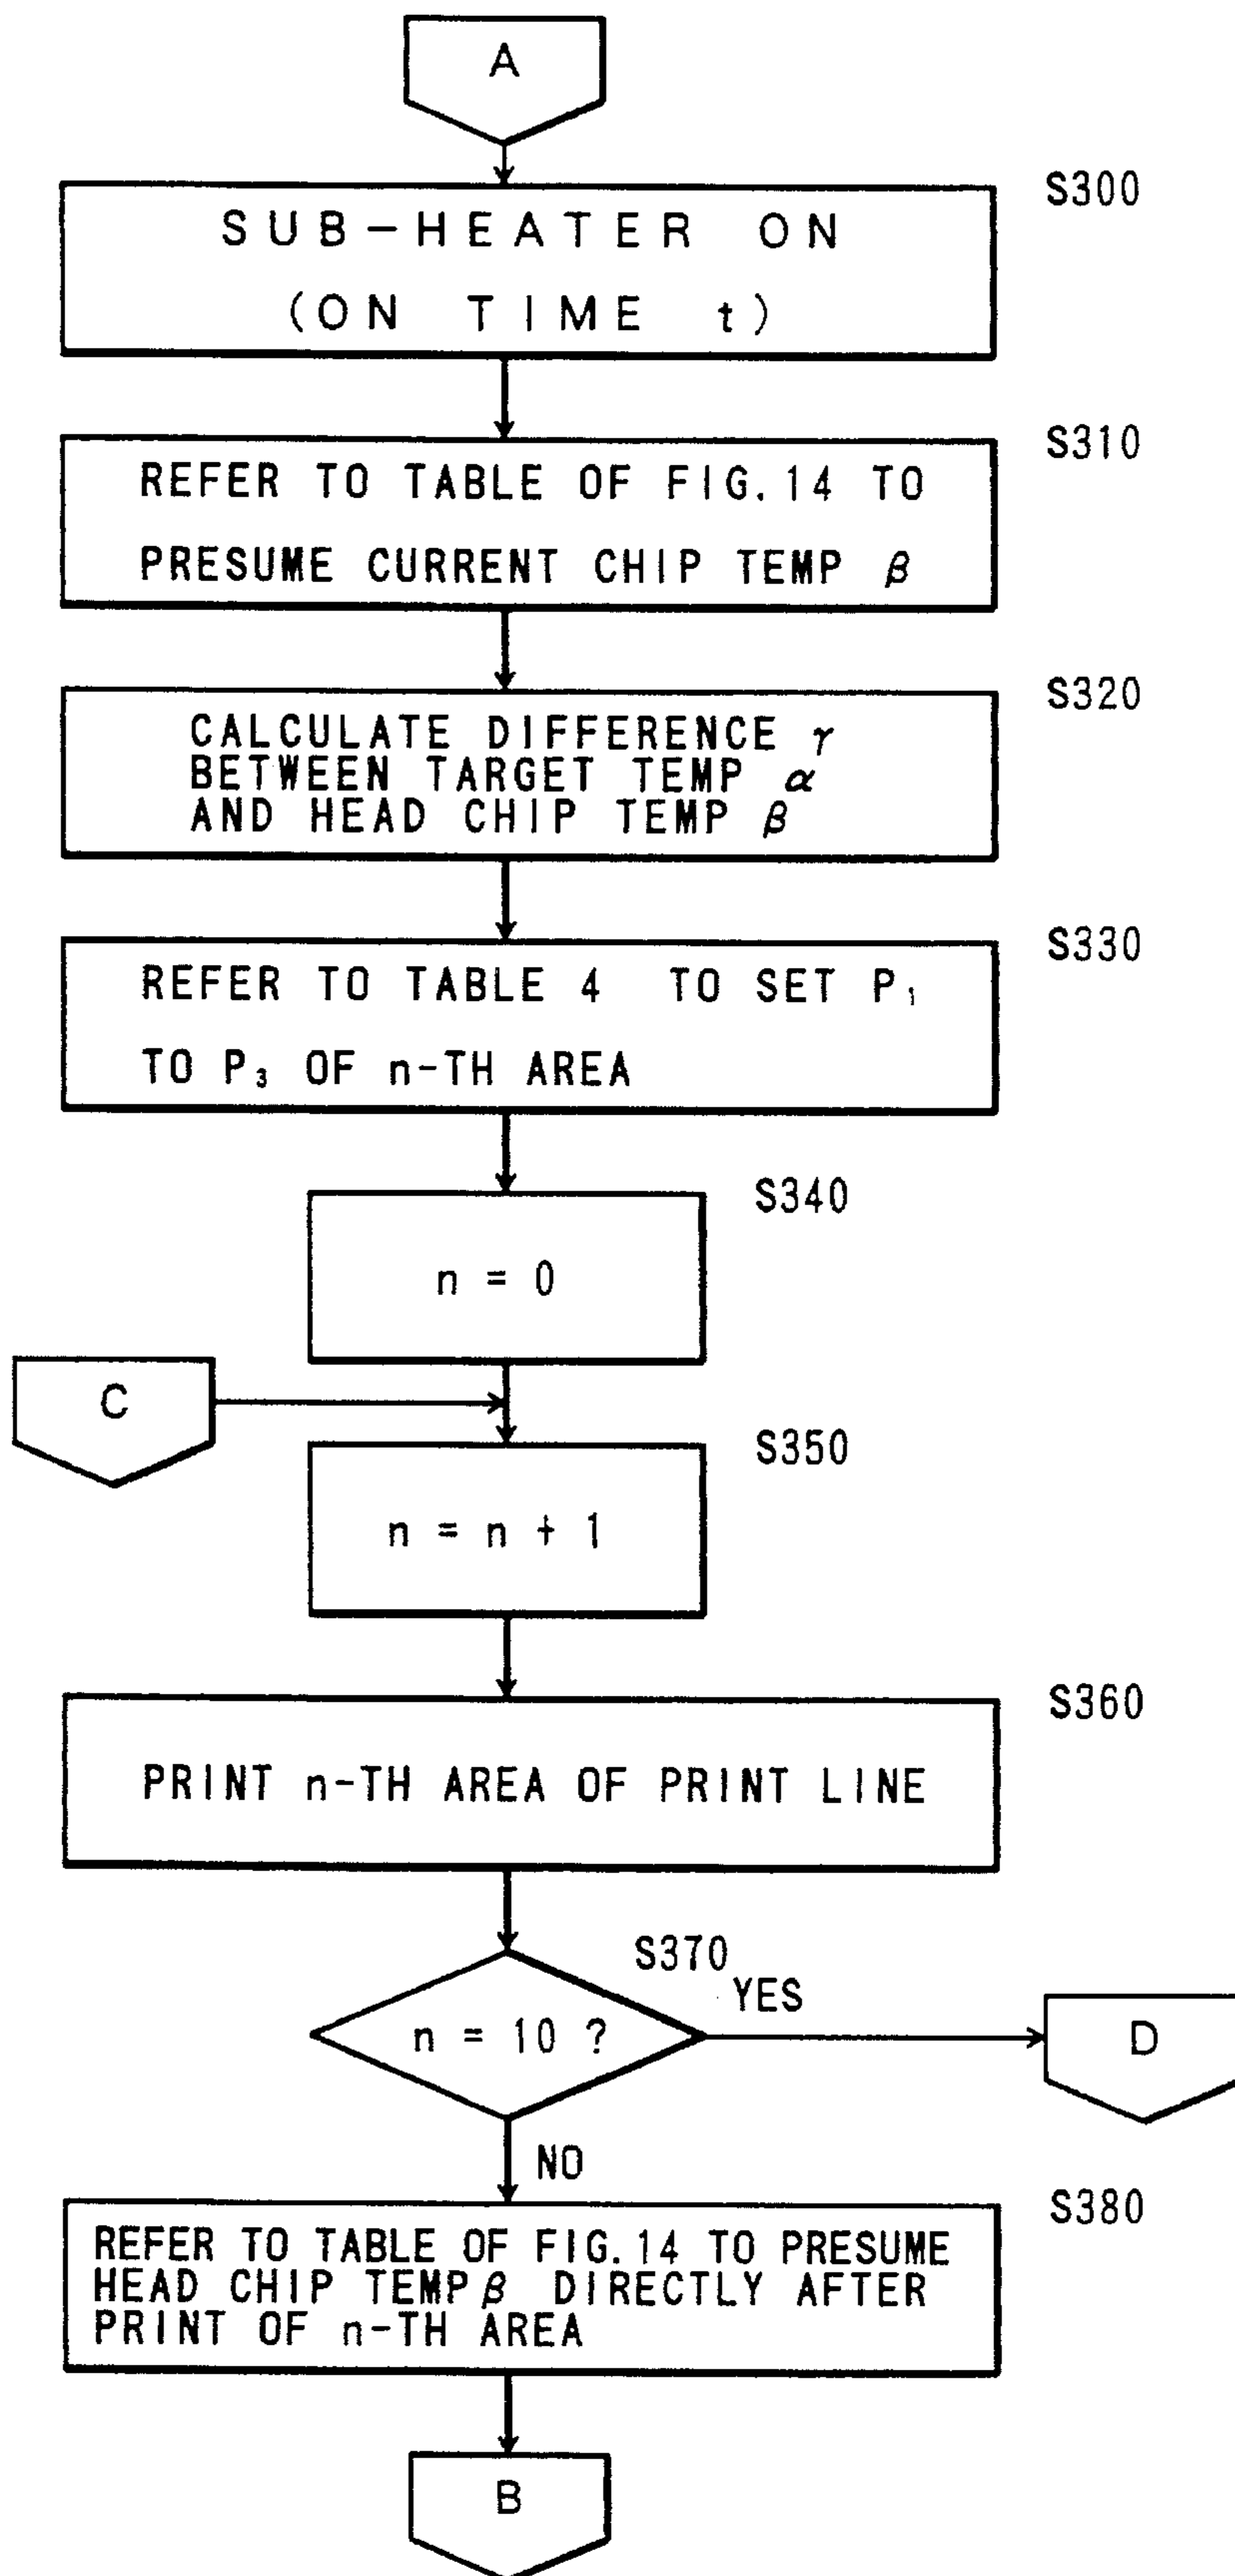 A
S300
SUB-HEATER ON
(ON TIME t)
S310
REFER TO TABLE OF FIG.14 TO
PRESUME CURRENT CHIP TEMP β
S320
CALCULATE DIFFERENCE γ
BETWEEN TARGET TEMP α
AND HEAD CHIP TEMP β
S330
REFER TO TABLE 4 TO SET P₁
TO P₃ OF n-TH AREA
S340
n = 0
C
S350
n = n + 1
S360
PRINT n-TH AREA OF PRINT LINE
S370
YES
n = 10 ?
D
NO
S380
REFER TO TABLE OF FIG.14 TO PRESUME
HEAD CHIP TEMP β DIRECTLY AFTER
PRINT OF n-TH AREA
B